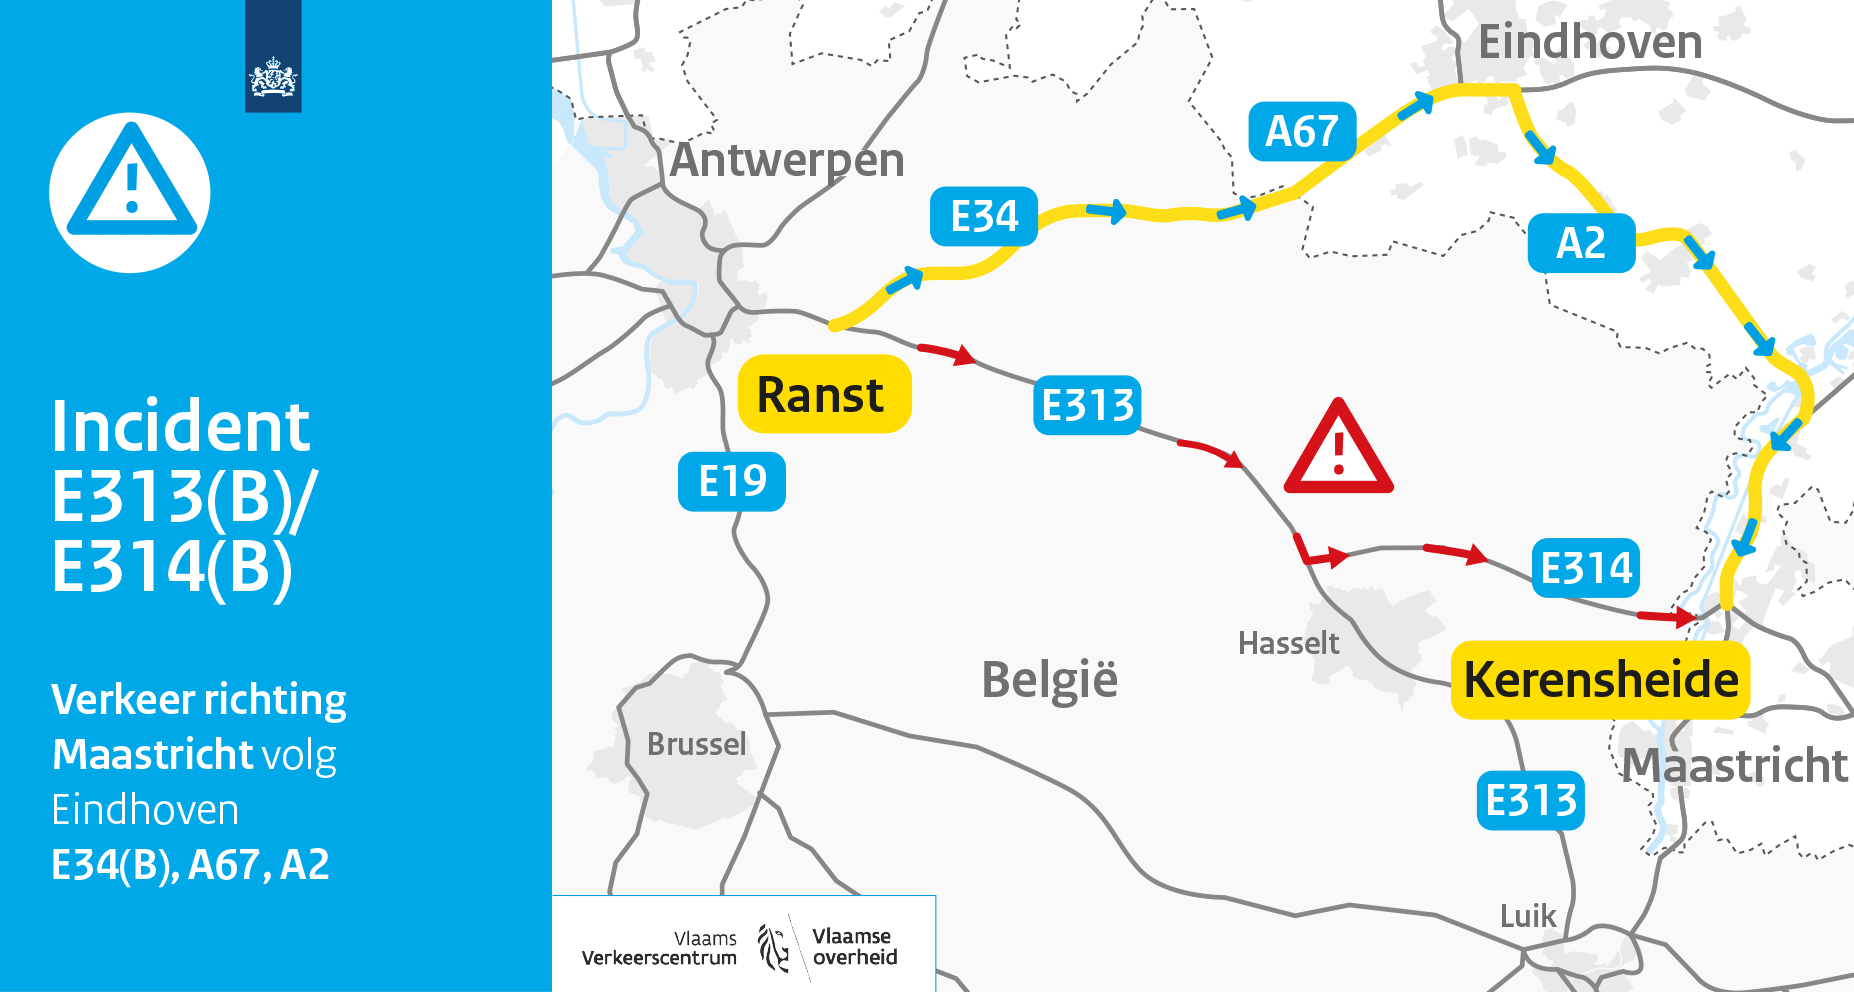 Incident
E313(B)/
E314(B)
Verkeer richting
Maastricht volg
Eindhoven
E34(B), A67, A2
Eindhoven
A67
Antwerpen
E34
A2
Ranst
E313
E19
E314
Hasselt
België
Kerensheide
Brussel
Maastricht
E313
Luik
Vlaams
Verkeerscentrum
Vlaamse
overheid